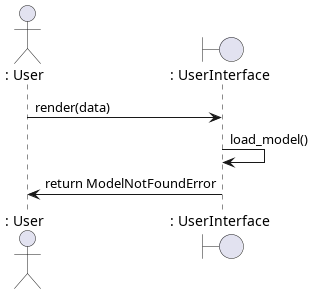 : User
: UserInterface
render(data)
load_model()
return ModelNotFoundError
: User
: UserInterface